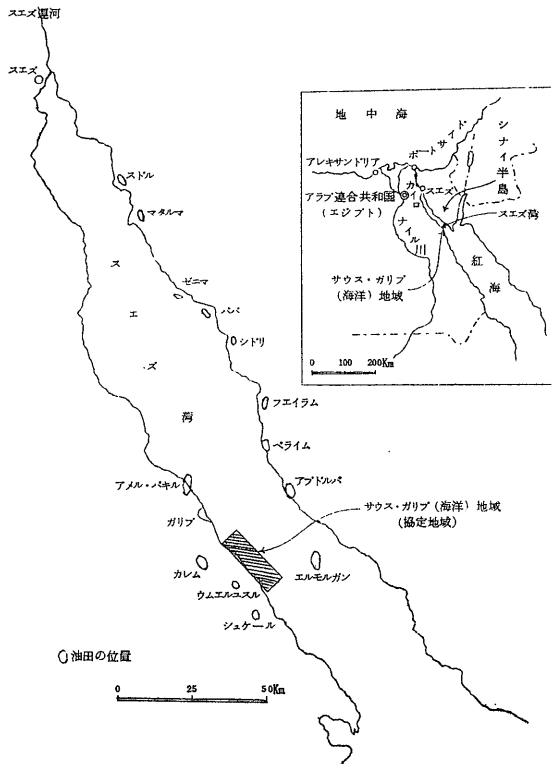 スエズ運河
スエズ
スドル
マタルマ
ス
エ
ズ
湾
ゼニマ
ババ
シドリ
フエイラム
ベライム
アブドルバ
アメル・バキル
ガリブ
カレム
ウムエルユスル
シュケール
エルモルガン
サウス・ガリブ(海洋)地域
(協定地域)
油田の位置
0 25 50Km
地中海
シナイ半島
ポートサイド
アレキサンドリア
スエズ
カイロ
アラブ連合共和国
(エジプト)
スエズ湾
ナイル川
サウス・ガリブ
(海洋)地域
紅海
0 100 200Km